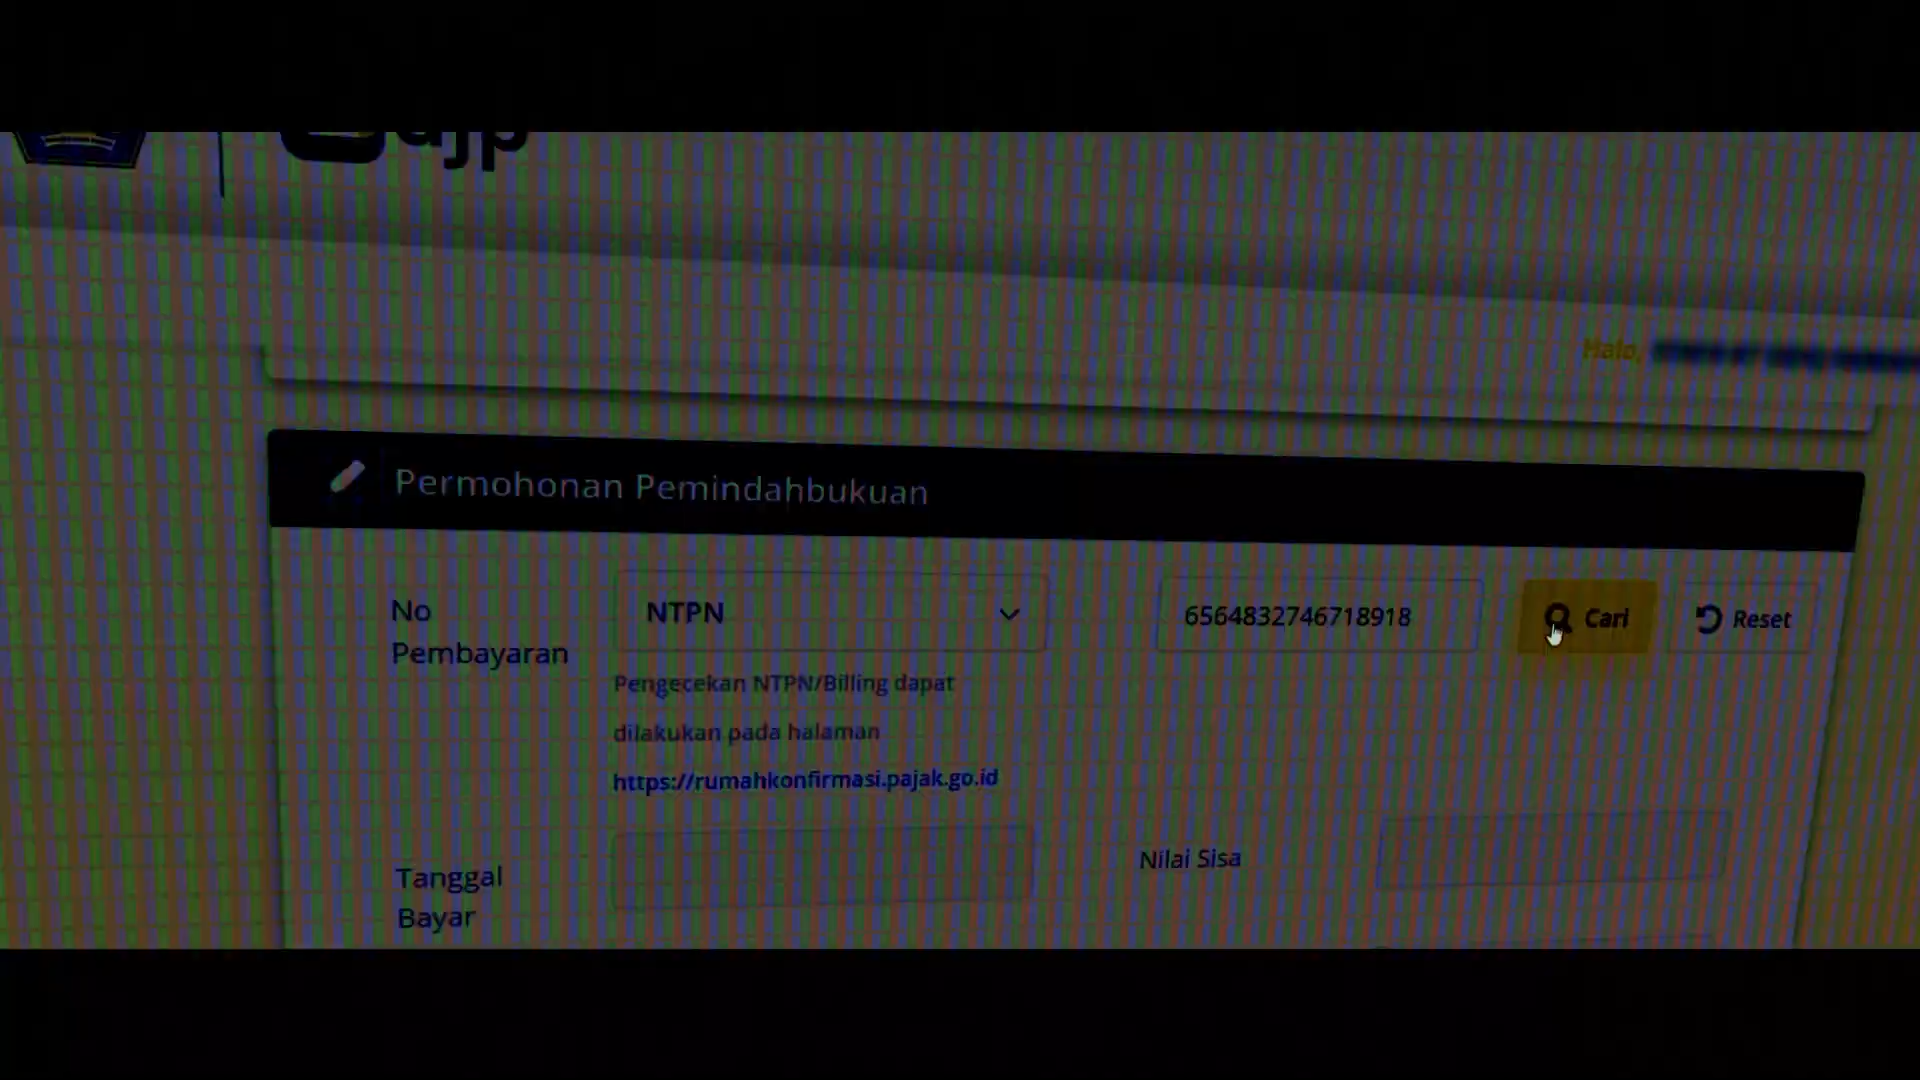 djp
Halo,
Permohonan Pemindahbukuan
No
Pembayaran
NTPN
6564832746718918
Cari
Reset
Pengecekan NTPN/Billing dapat
dilakukan pada halaman
https://rumahkonfirmasi.pajak.go.id
Tanggal
Bayar
Nilai Sisa